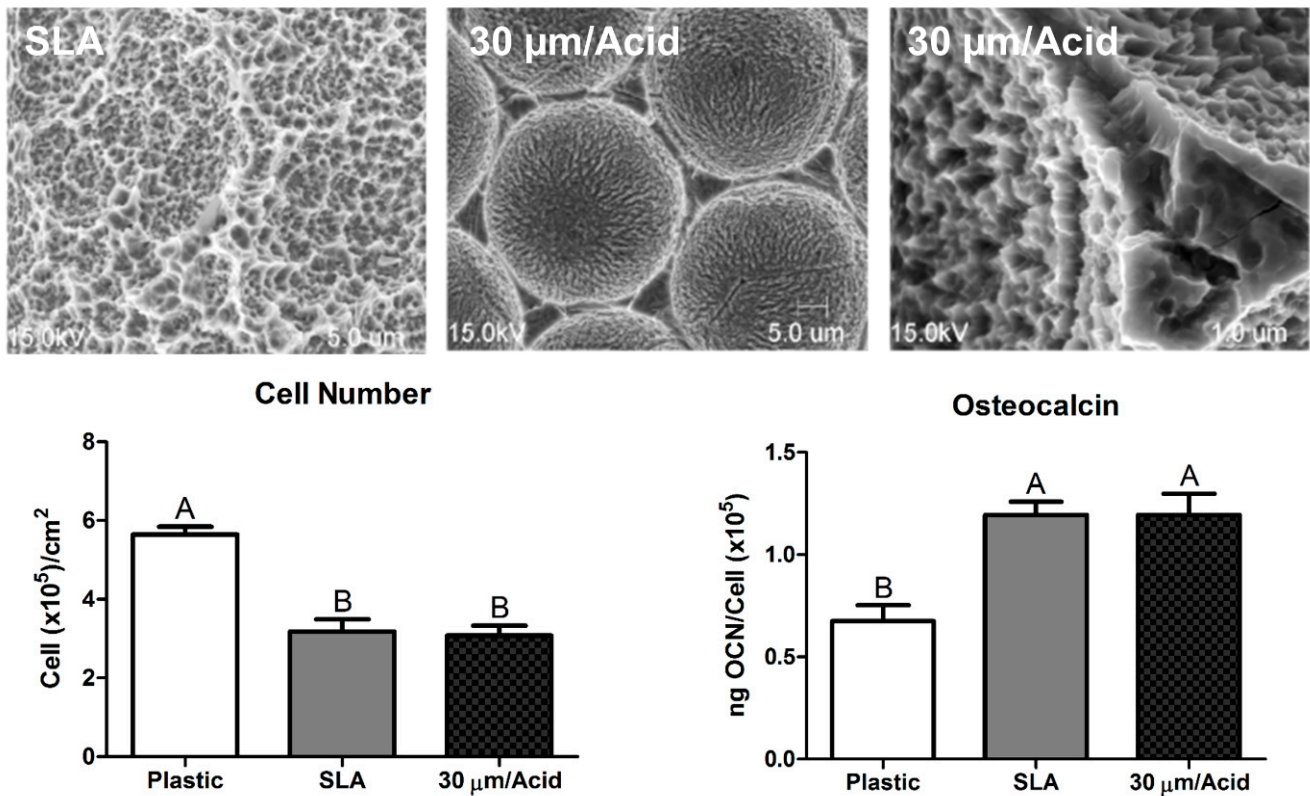 SLA
30 µm/Acid
30 µm/Acid
15.0kV 5.0 um
15.0kV 5.0 um
15.0kV 1.0 um
Cell Number
Cell (x10⁵)/cm²
8
6
4
2
0
A
B
B
Plastic SLA 30 µm/Acid
Osteocalcin
ng OCN/Cell (x10⁵)
1.5
1.0
0.5
0.0
B
A
A
Plastic SLA 30 µm/Acid